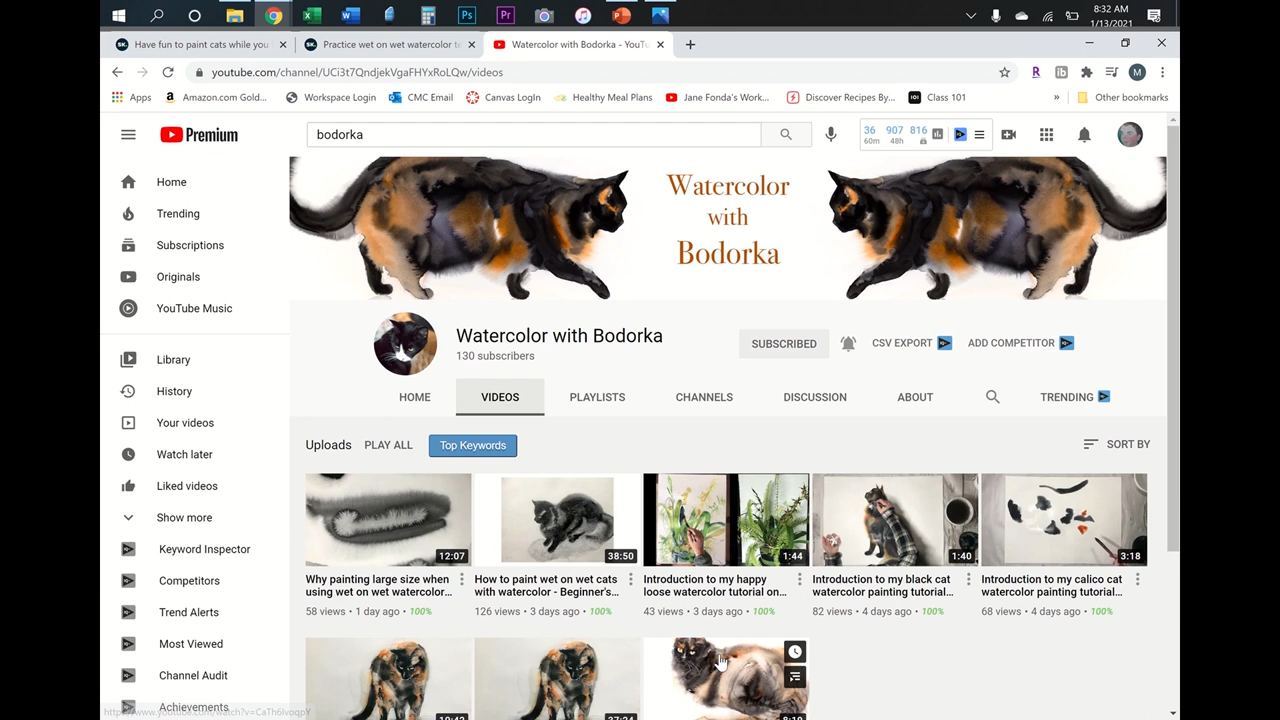 8:32 AM
1/13/2021
Have fun to paint cats while you
Practice wet on wet watercolor te
Watercolor with Bodorka - YouTu
youtube.com/channel/UCi3t7QndjekVgaFHYxRoLQw/videos
Apps
Amazon.com Gold...
Workspace Login
CMC Email
Canvas LogIn
Healthy Meal Plans
Jane Fonda's Work...
Discover Recipes By...
Class 101
»
Other bookmarks
Premium
bodorka
36 907 816
60m 48h
Watercolor
with
Bodorka
Home
Trending
Subscriptions
Originals
YouTube Music
Library
History
Your videos
Watch later
Liked videos
Show more
Keyword Inspector
Competitors
Trend Alerts
Most Viewed
Channel Audit
Achievements
Watercolor with Bodorka
130 subscribers
SUBSCRIBED
CSV EXPORT
ADD COMPETITOR
HOME
VIDEOS
PLAYLISTS
CHANNELS
DISCUSSION
ABOUT
TRENDING
Uploads
PLAY ALL
Top Keywords
SORT BY
12:07
Why painting large size when
using wet on wet watercolor...
58 views • 1 day ago • 100%
38:50
How to paint wet on wet cats
with watercolor - Beginner's...
126 views • 3 days ago • 100%
1:44
Introduction to my happy
loose watercolor tutorial on...
43 views • 3 days ago • 100%
1:40
Introduction to my black cat
watercolor painting tutorial...
82 views • 4 days ago • 100%
3:18
Introduction to my calico cat
watercolor painting tutorial...
68 views • 4 days ago • 100%